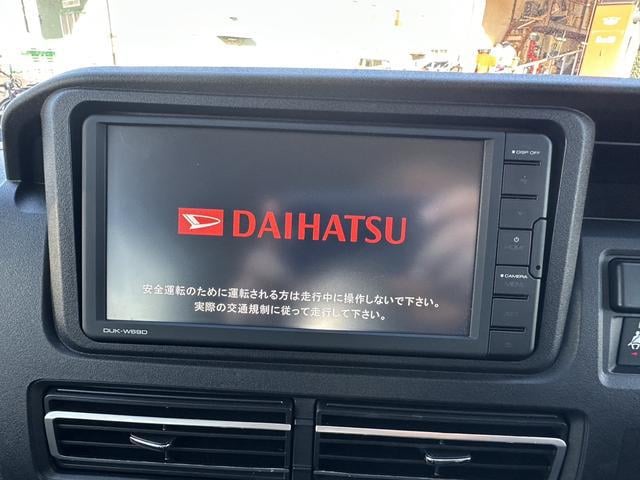 DISP OFF
DAIHATSU
HOME
CAMERA
MENU
安全運転のために運転される方は走行中に操作しないで下さい。
実際の交通規制に従って走行して下さい。
DUK-W69D